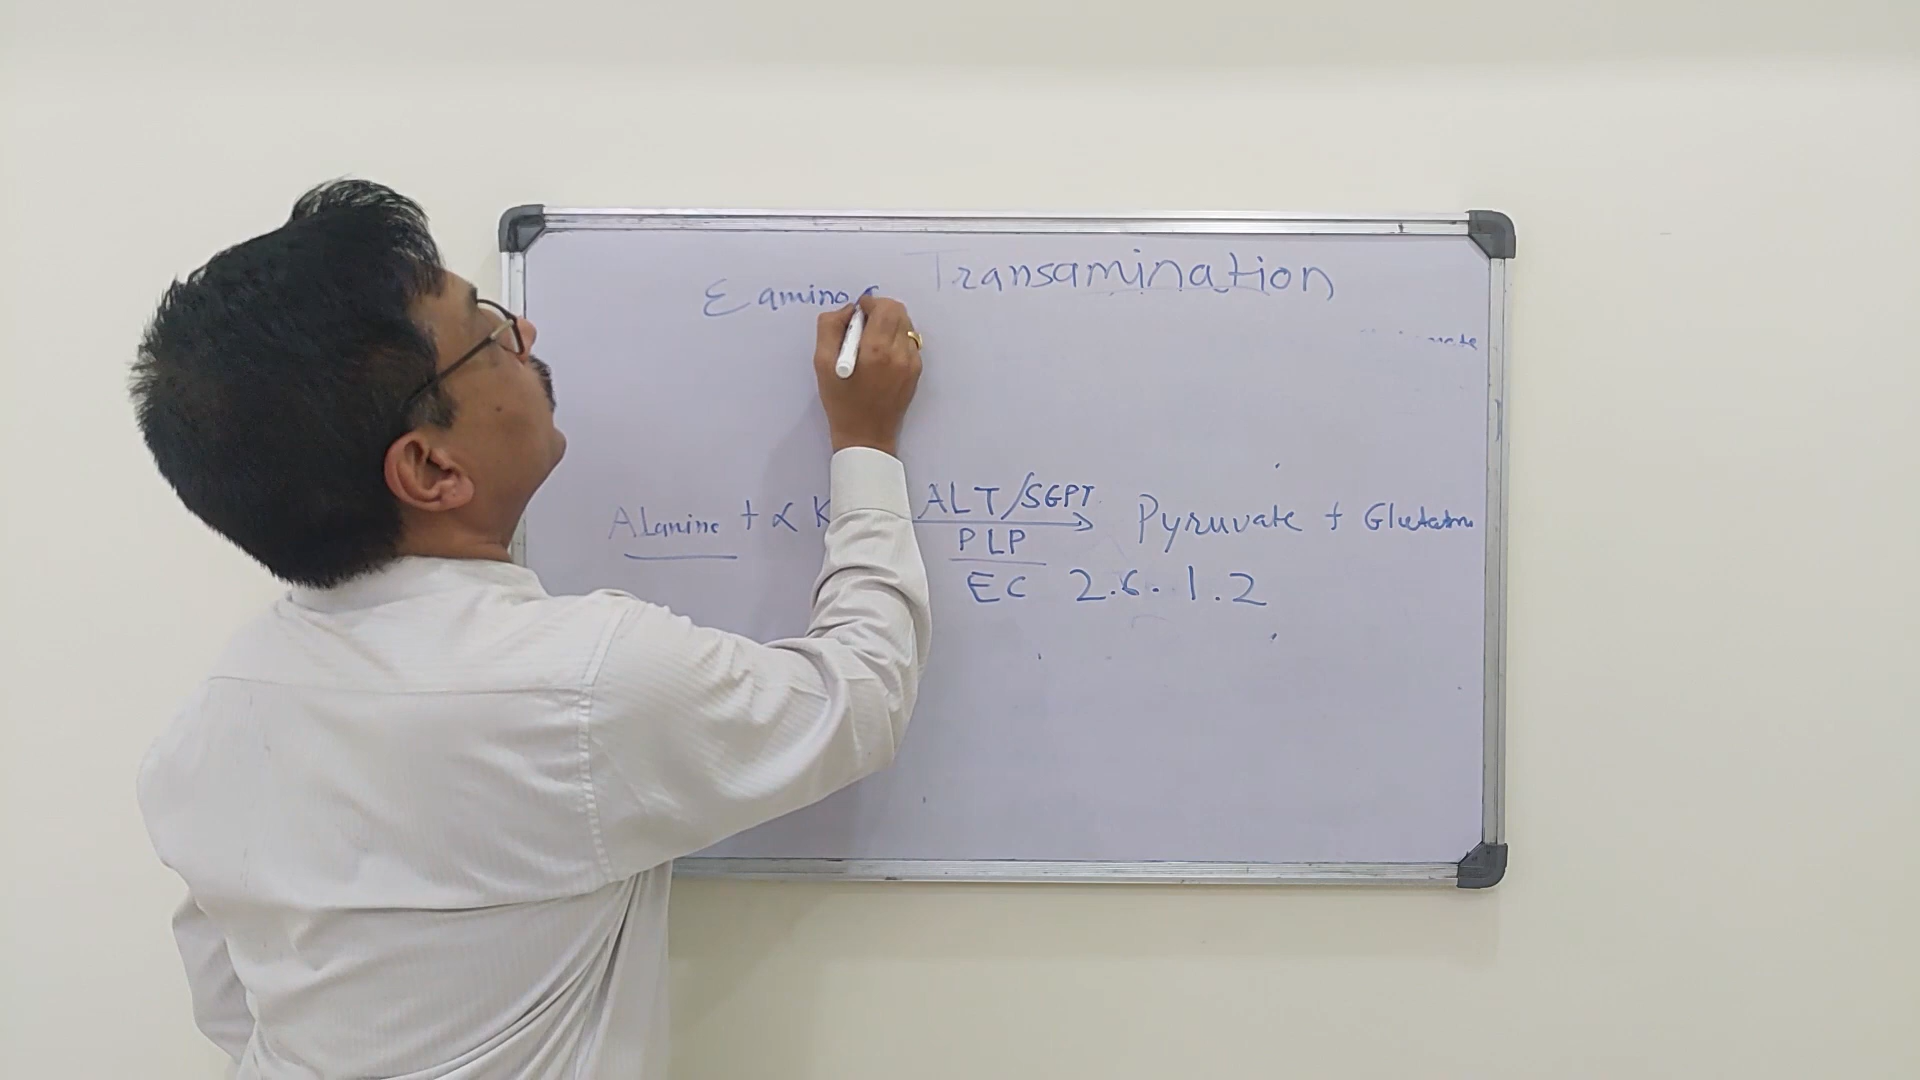 Transamination
ε amino
Alanine + α K ALT/SGPT Pyruvate + Glutam
PLP
EC 2.6.1.2